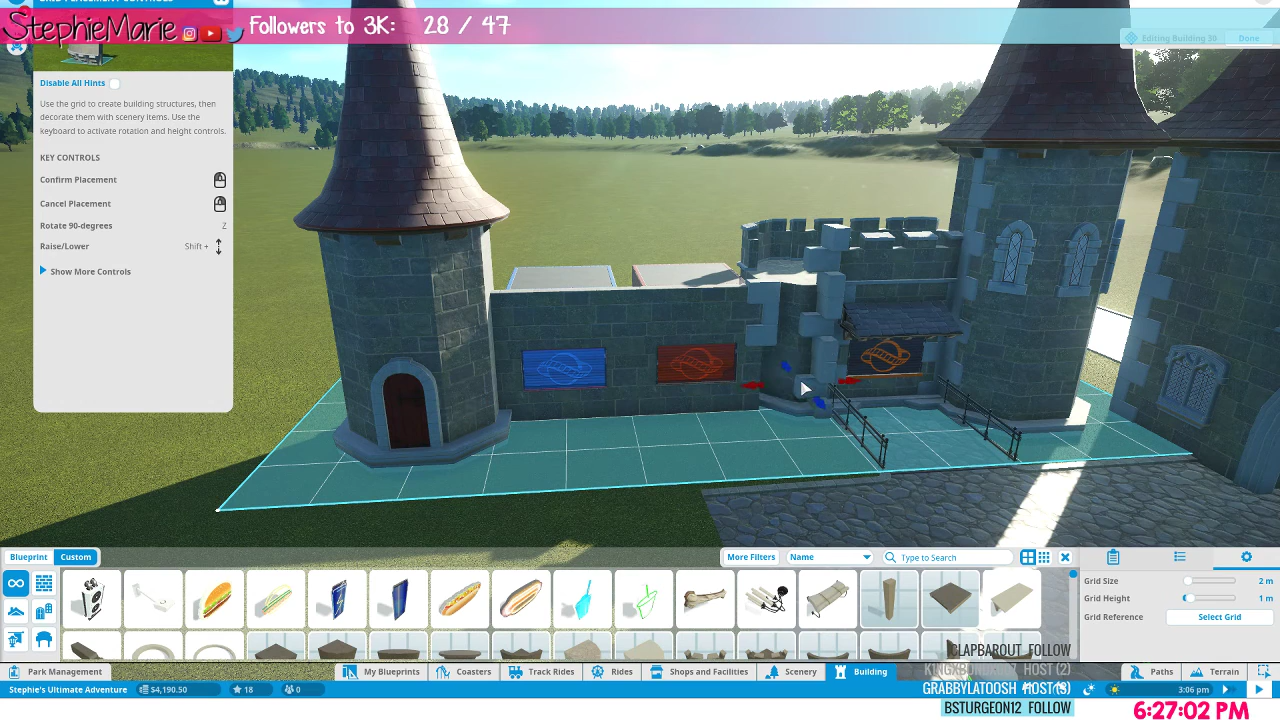 StephieMarie
Followers to 3K: 28 / 47
Editing Building 30
Done
Disable All Hints
Use the grid to create building structures, then
decorate them with scenery items. Use the
keyboard to activate rotation and height controls.
KEY CONTROLS
Confirm Placement
Cancel Placement
Rotate 90-degrees Z
Raise/Lower Shift +
Show More Controls
Blueprint Custom
More Filters Name Type to Search
Grid Size 2 m
Grid Height 1 m
Grid Reference Select Grid
CLAPBAROUT FOLLOW
HOST (2)
GRABBYLATOOSH HOST (3)
BSTURGEON12 FOLLOW
Park Management My Blueprints Coasters Track Rides Rides Shops and Facilities Scenery Building Paths Terrain
Stephie's Ultimate Adventure $4,190.50 18 0 3:06 pm
6:27:02 PM